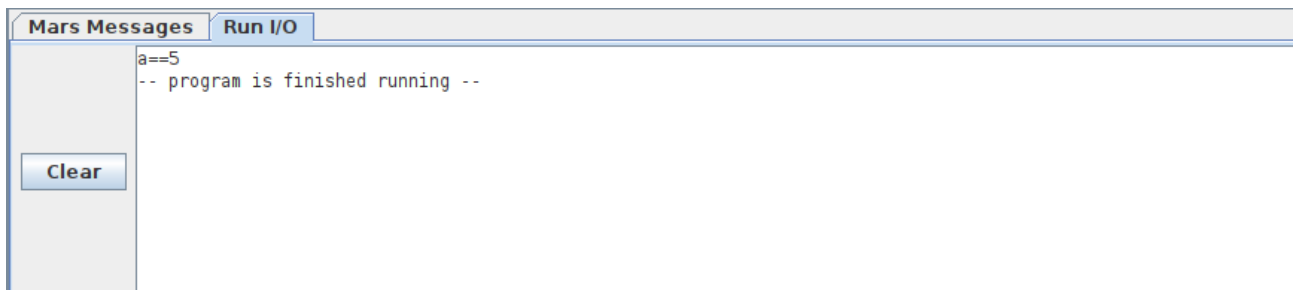 Mars Messages Run I/O
a==5
-- program is finished running --
Clear